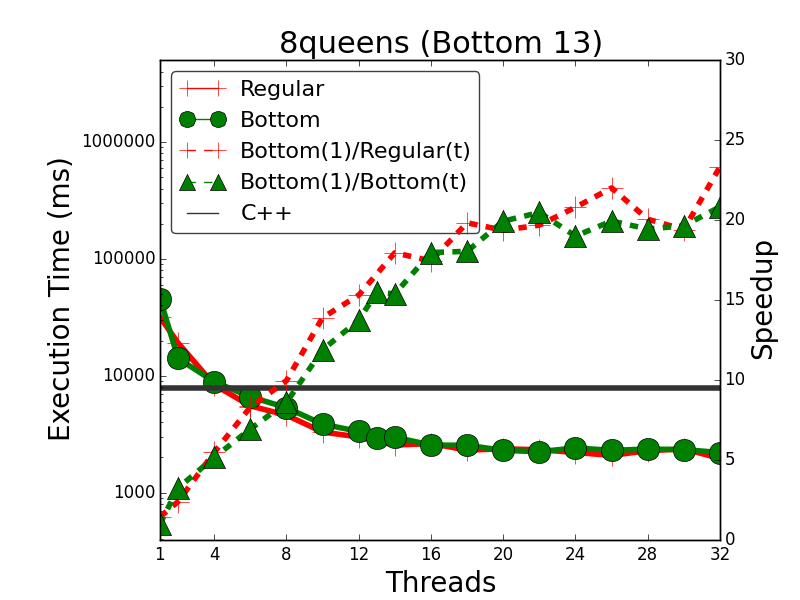 8queens (Bottom 13)
Regular
Bottom
Bottom(1)/Regular(t)
Bottom(1)/Bottom(t)
C++
Execution Time (ms)
1000000
100000
10000
1000
Speedup
30
25
20
15
10
5
0
1 4 8 12 16 20 24 28 32
Threads